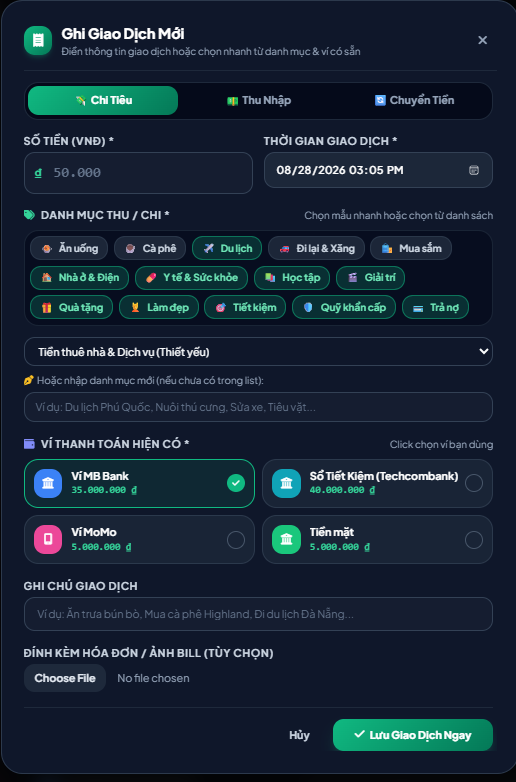 Ghi Giao Dịch Mới
Điền thông tin giao dịch hoặc chọn nhanh từ danh mục & ví có sẵn
Chi Tiêu
Thu Nhập
Chuyển Tiền
SỐ TIỀN (VNĐ) *
THỜI GIAN GIAO DỊCH *
₫ 50.000
08/28/2026 03:05 PM
DANH MỤC THU / CHI *
Chọn mẫu nhanh hoặc chọn từ danh sách
Ăn uống
Cà phê
Du lịch
Đi lại & Xăng
Mua sắm
Nhà ở & Điện
Y tế & Sức khỏe
Học tập
Giải trí
Quà tặng
Làm đẹp
Tiết kiệm
Quỹ khẩn cấp
Trả nợ
Tiền thuê nhà & Dịch vụ (Thiết yếu)
Hoặc nhập danh mục mới (nếu chưa có trong list):
Ví dụ: Du lịch Phú Quốc, Nuôi thú cưng, Sửa xe, Tiêu vặt...
VÍ THANH TOÁN HIỆN CÓ *
Click chọn ví bạn dùng
Ví MB Bank
35.000.000 ₫
Sổ Tiết Kiệm (Techcombank)
40.000.000 ₫
Ví MoMo
5.000.000 ₫
Tiền mặt
5.000.000 ₫
GHI CHÚ GIAO DỊCH
Ví dụ: Ăn trưa bún bò, Mua cà phê Highland, Đi du lịch Đà Nẵng...
ĐÍNH KÈM HÓA ĐƠN / ẢNH BILL (TÙY CHỌN)
Choose File
No file chosen
Hủy
Lưu Giao Dịch Ngay